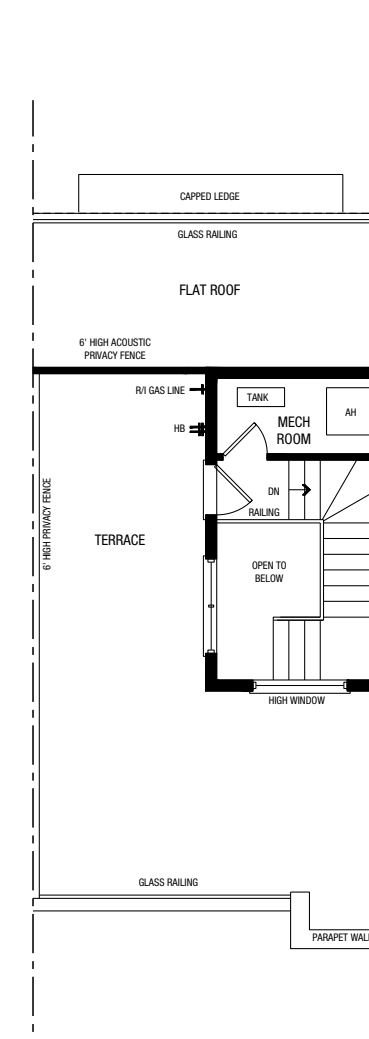 CAPPED LEDGE
GLASS RAILING
FLAT ROOF
6' HIGH ACOUSTIC
PRIVACY FENCE
R/I GAS LINE
TANK
AH
HB
MECH
ROOM
DN
RAILING
6' HIGH PRIVACY FENCE
TERRACE
OPEN TO
BELOW
HIGH WINDOW
GLASS RAILING
PARAPET WALL